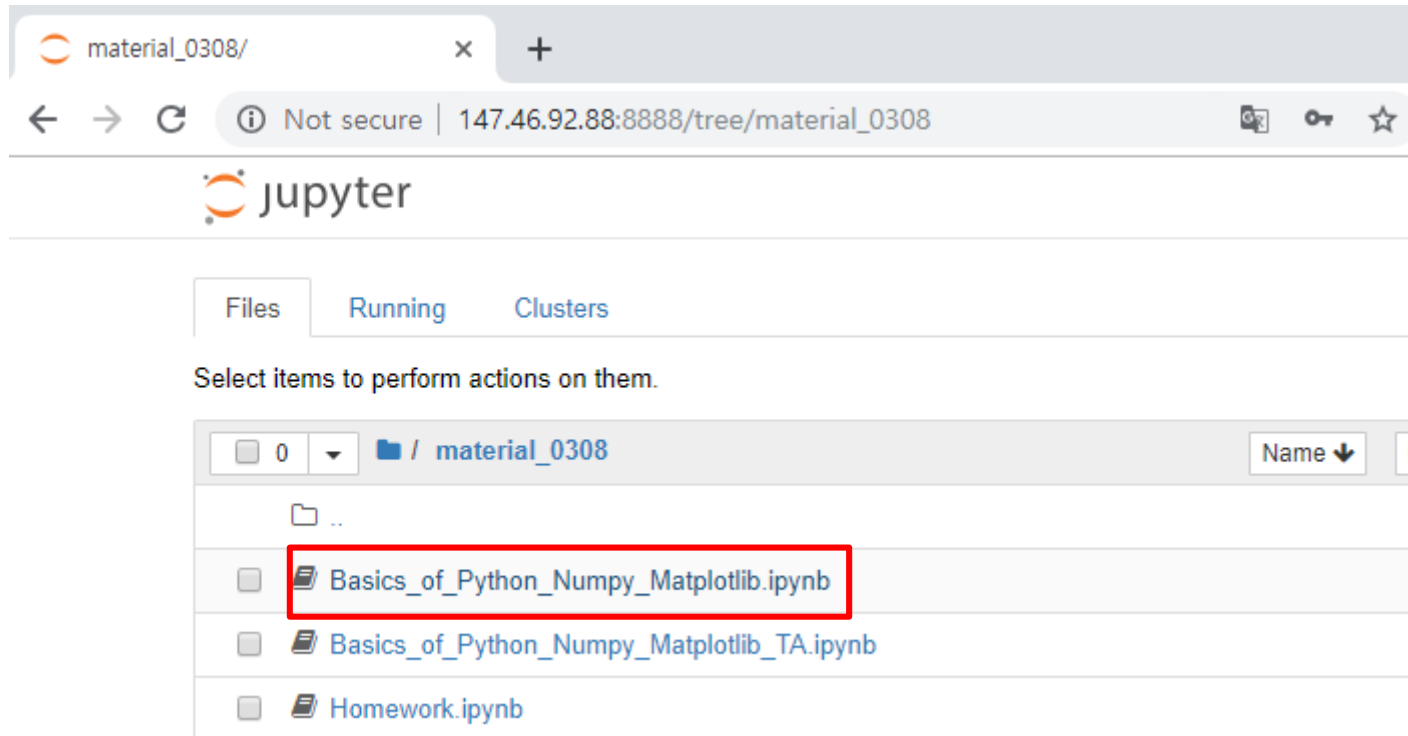 material_0308/
Not secure | 147.46.92.88:8888/tree/material_0308
jupyter
Files Running Clusters
Select items to perform actions on them.
0 / material_0308 Name
..
Basics_of_Python_Numpy_Matplotlib.ipynb
Basics_of_Python_Numpy_Matplotlib_TA.ipynb
Homework.ipynb